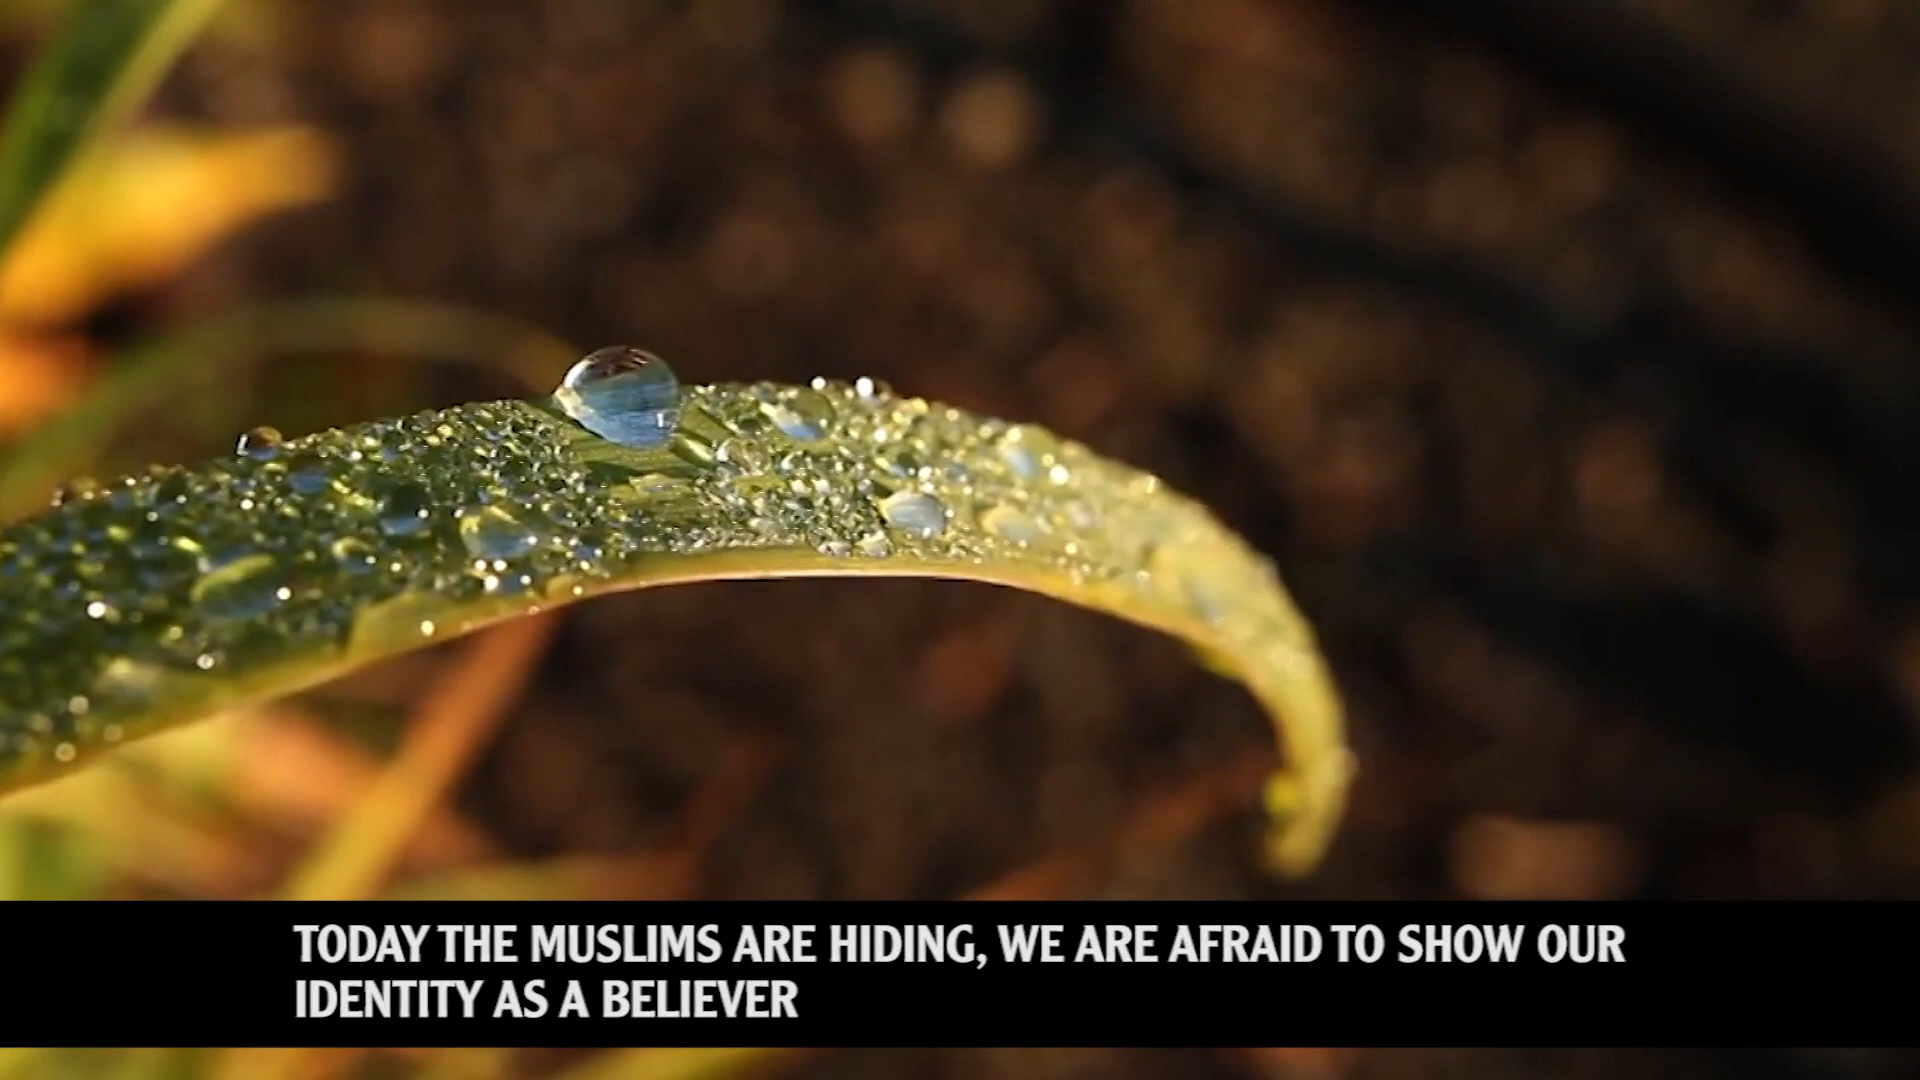 TODAY THE MUSLIMS ARE HIDING, WE ARE AFRAID TO SHOW OUR
IDENTITY AS A BELIEVER